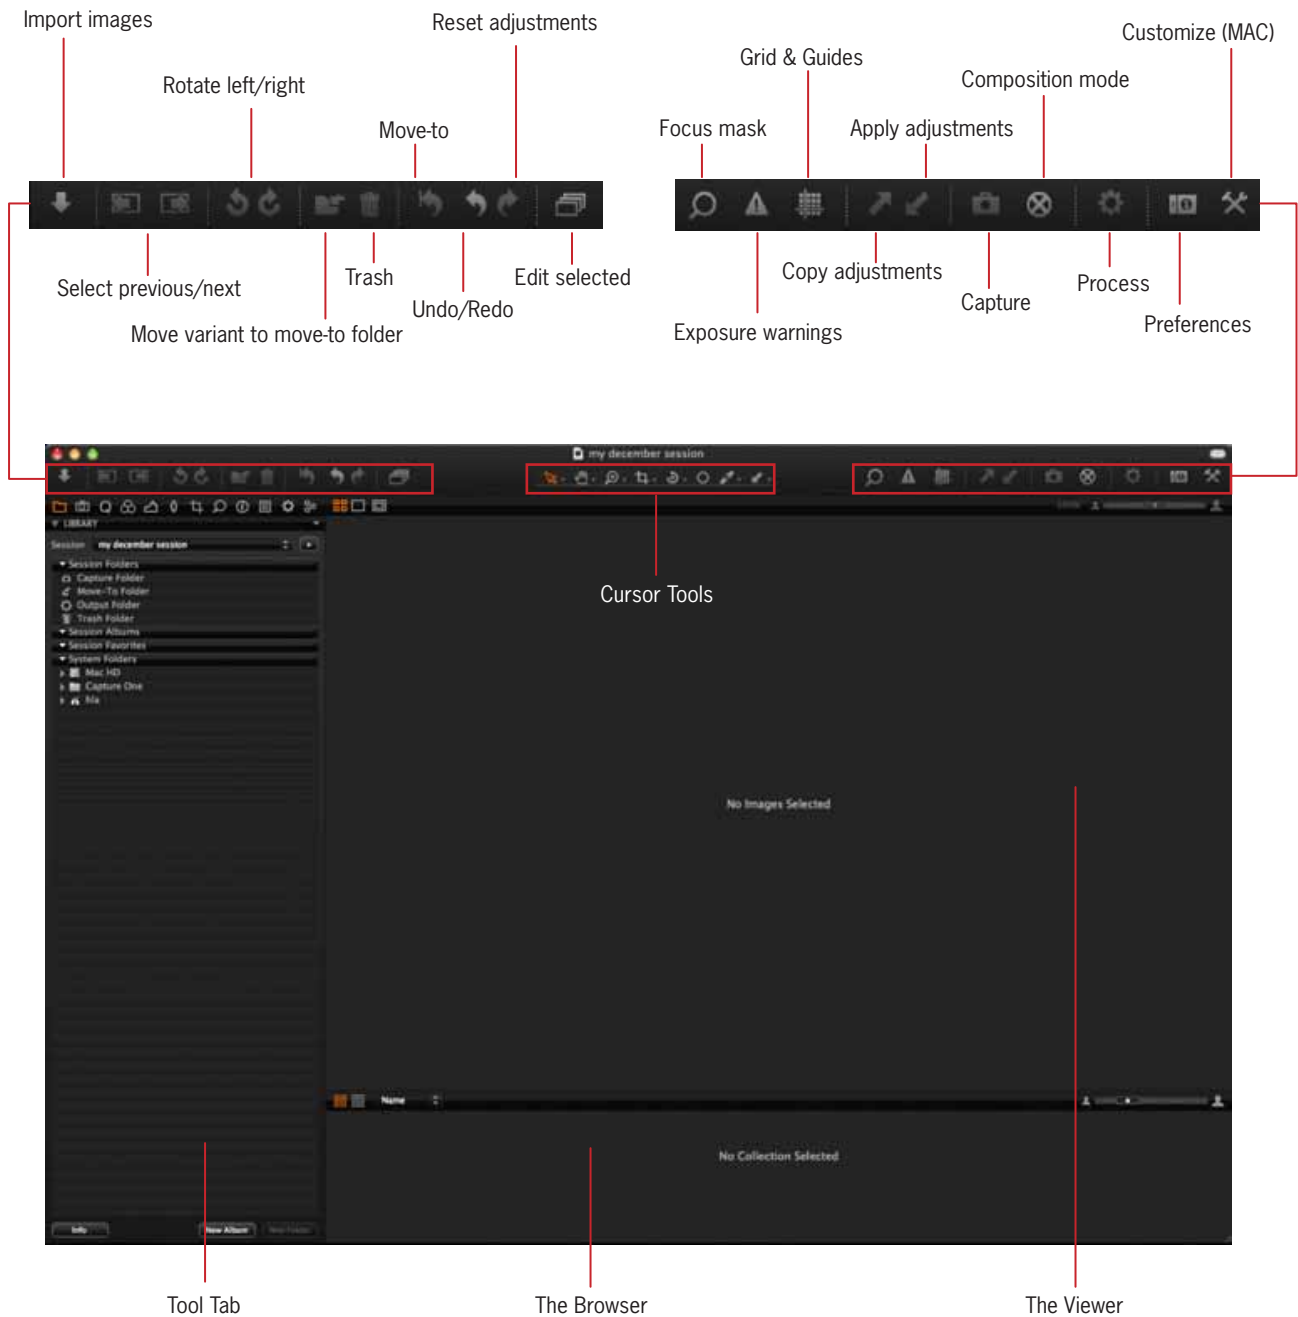 Import images
Reset adjustments
Customize (MAC)
Grid & Guides
Rotate left/right
Composition mode
Move-to
Focus mask
Apply adjustments
Select previous/next
Trash
Edit selected
Copy adjustments
Process
Undo/Redo
Capture
Move variant to move-to folder
Exposure warnings
Preferences
my december session
LIBRARY
Session my december session
Session Folders
Capture Folder
Move-To Folder
Output Folder
Trash Folder
Session Albums
Session Favorites
System Folders
Mac HD
Capture One
Cursor Tools
No Images Selected
Name
No Collection Selected
Info
New Album
New Folder
Tool Tab
The Browser
The Viewer